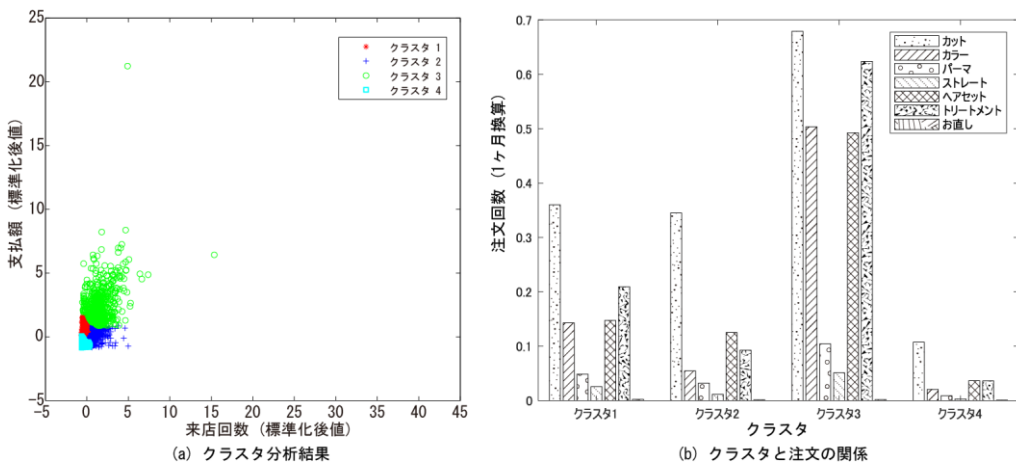 25
20
15
10
5
0
-5
-5
0
5
10
15
20
25
30
35
40
45
支払額 (標準化後値)
来店回数 (標準化後値)
クラスタ 1
クラスタ 2
クラスタ 3
クラスタ 4
(a) クラスタ分析結果
0.7
0.6
0.5
0.4
0.3
0.2
0.1
0
注文回数 (1ヶ月換算)
カット
カラー
パーマ
ストレート
ヘアセット
トリートメント
お直し
クラスタ1
クラスタ2
クラスタ3
クラスタ4
クラスタ
(b) クラスタと注文の関係